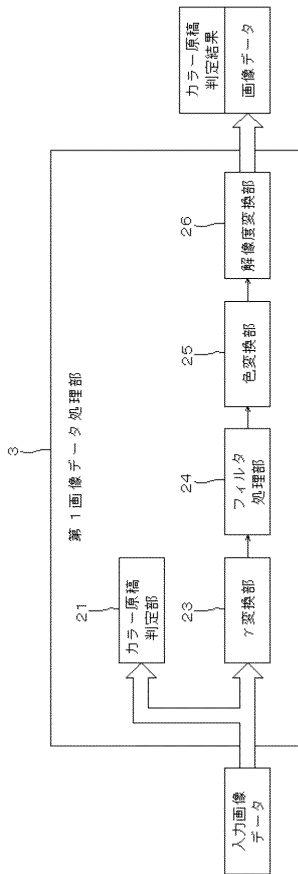 3
第1画像データ処理部
21
カラー原稿
判定部
入力画像
データ
23
γ変換部
24
フィルタ
処理部
25
色変換部
26
解像度変換部
カラー原稿
判定結果
画像データ